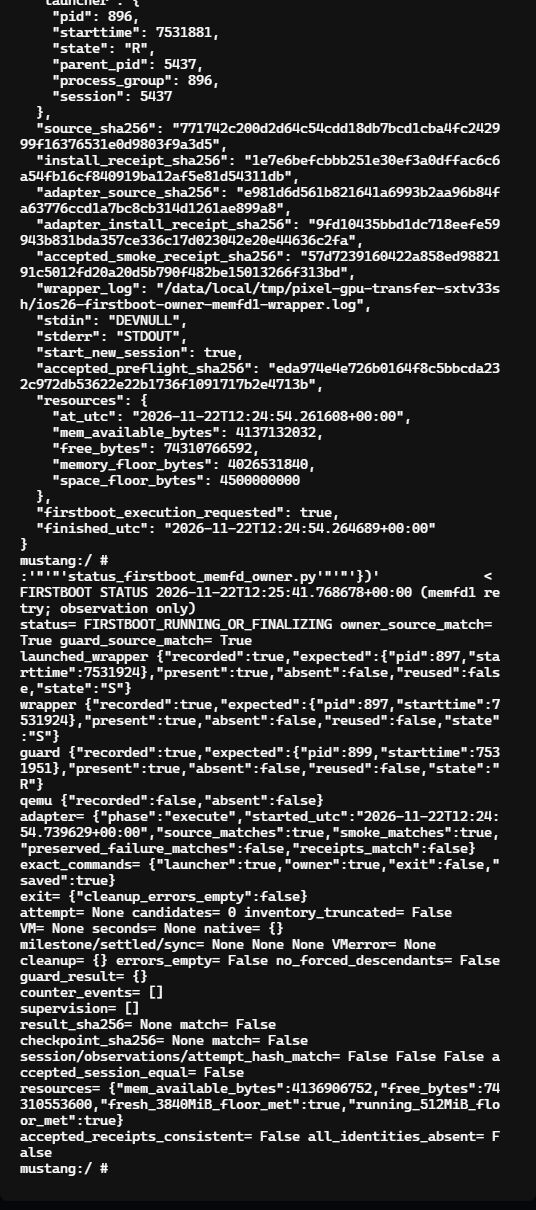 "launcher": {
"pid": 896,
"starttime": 7531881,
"state": "R",
"parent_pid": 5437,
"process_group": 896,
"session": 5437
},
"source_sha256": "771742c200d2d64c54cdd18db7bcd1cba4fc2429
99f16376531e0d9803f9a3d5",
"install_receipt_sha256": "1e7e6befcbbb251e30ef3a0dffac6c6
a54fb16cf840919ba12af5e81d54311db",
"adapter_source_sha256": "e981d6d561b821641a6993b2aa96b84f
a63776ccd1a7bc8cb314d1261ae899a8",
"adapter_install_receipt_sha256": "9fd10435bbd1dc718eefe59
943b831bda357ce336c17d023042e20e44636c2fa",
"accepted_smoke_receipt_sha256": "57d7239160422a858ed98821
91c5012fd20a20d5b790f482be15013266f313bd",
"wrapper_log": "/data/local/tmp/pixel-gpu-transfer-sxtv33s
h/ios26-firstboot-owner-memfd1-wrapper.log",
"stdin": "DEVNULL",
"stderr": "STDOUT",
"start_new_session": true,
"accepted_preflight_sha256": "eda974e4e726b0164f8c5bbcda23
2c972db53622e22b1736f1091717b2e4713b",
"resources": {
"at_utc": "2026-11-22T12:24:54.261608+00:00",
"mem_available_bytes": 4137132032,
"free_bytes": 74310766592,
"memory_floor_bytes": 4026531840,
"space_floor_bytes": 4500000000
},
"firstboot_execution_requested": true,
"finished_utc": "2026-11-22T12:24:54.264689+00:00"
}
mustang:/ #
:'"'"'status_firstboot_memfd_owner.py'"'"'})' <
FIRSTBOOT STATUS 2026-11-22T12:25:41.768678+00:00 (memfd1 re
try; observation only)
status= FIRSTBOOT_RUNNING_OR_FINALIZING owner_source_match=
True guard_source_match= True
launched_wrapper {"recorded":true,"expected":{"pid":897,"sta
rttime":7531924},"present":true,"absent":false,"reused":fals
e,"state":"S"}
wrapper {"recorded":true,"expected":{"pid":897,"starttime":7
531924},"present":true,"absent":false,"reused":false,"state"
:"S"}
guard {"recorded":true,"expected":{"pid":899,"starttime":753
1951},"present":true,"absent":false,"reused":false,"state":"
R"}
qemu {"recorded":false,"absent":false}
adapter= {"phase":"execute","started_utc":"2026-11-22T12:24:
54.739629+00:00","source_matches":true,"smoke_matches":true,
"preserved_failure_matches":false,"receipts_match":false}
exact_commands= {"launcher":true,"owner":true,"exit":false,"
saved":true}
exit= {"cleanup_errors_empty":false}
attempt= None candidates= 0 inventory_truncated= False
VM= None seconds= None native= {}
milestone/settled/sync= None None None VMerror= None
cleanup= {} errors_empty= False no_forced_descendants= False
guard_result= {}
counter_events= []
supervision= []
result_sha256= None match= False
checkpoint_sha256= None match= False
session/observations/attempt_hash_match= False False False a
ccepted_session_equal= False
resources= {"mem_available_bytes":4136906752,"free_bytes":74
310553600,"fresh_3840MiB_floor_met":true,"running_512MiB_flo
or_met":true}
accepted_receipts_consistent= False all_identities_absent= F
alse
mustang:/ #